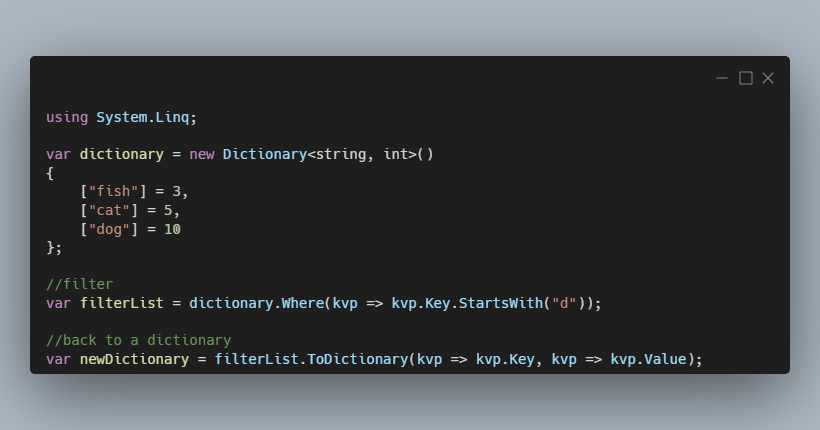 using System.Linq;
var dictionary = new Dictionary<string, int>()
{
    ["fish"] = 3,
    ["cat"] = 5,
    ["dog"] = 10
};
//filter
var filterList = dictionary.Where(kvp => kvp.Key.StartsWith("d"));
//back to a dictionary
var newDictionary = filterList.ToDictionary(kvp => kvp.Key, kvp => kvp.Value);